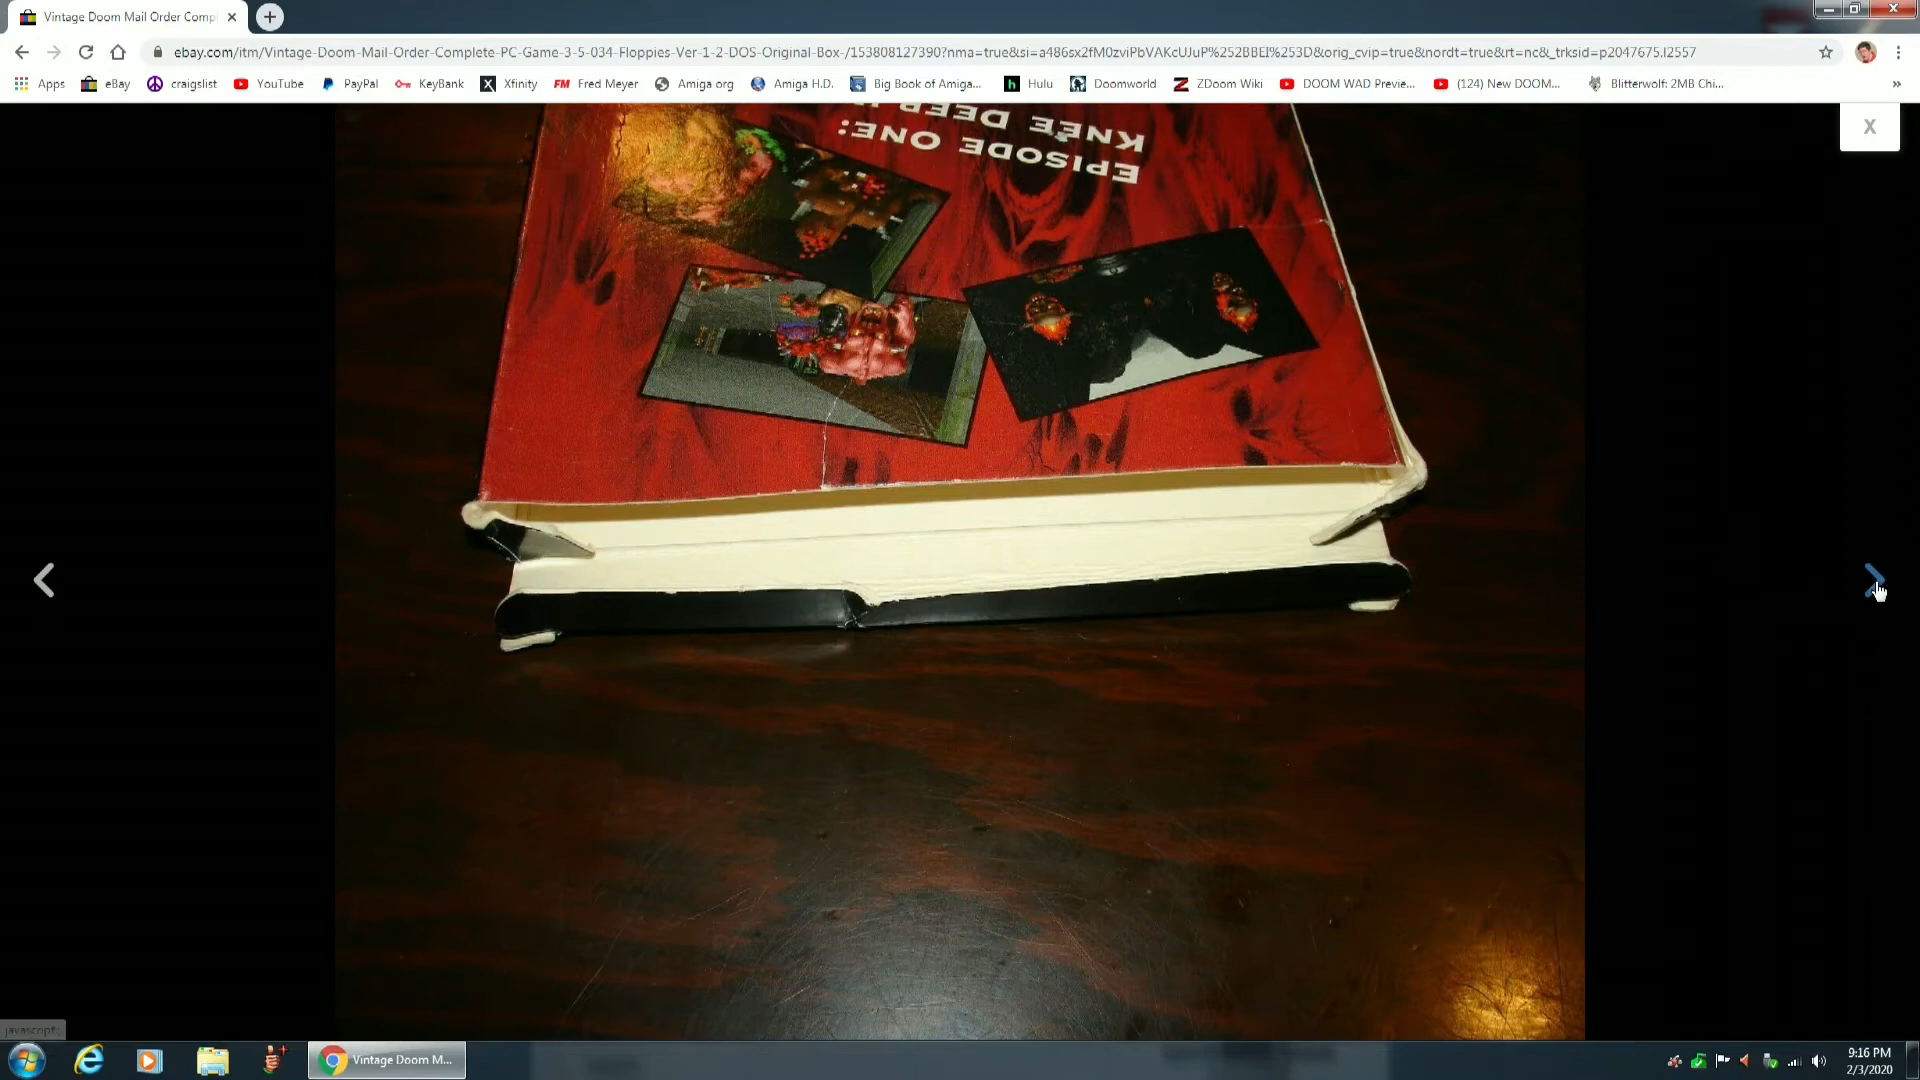 Vintage Doom Mail Order Comp
ebay.com/itm/Vintage-Doom-Mail-Order-Complete-PC-Game-3-5-034-Floppies-Ver-1-2-DOS-Original-Box-/153808127390?nma=true&si=a486sx2fM0zviPbVAKcUJuP%252BBEI%253D&orig_cvip=true&nordt=true&rt=nc&_trksid=p2047675.l2557
Apps eBay craigslist YouTube PayPal KeyBank Xfinity FM Fred Meyer Amiga org Amiga H.D. Big Book of Amiga... h Hulu Doomworld ZDoom Wiki DOOM WAD Previe... (124) New DOOM... Blitterwolf: 2MB Chi... »
X
EPISODE ONE:
KNEE DEEP
javascript:;
Vintage Doom M...
9:16 PM
2/3/2020